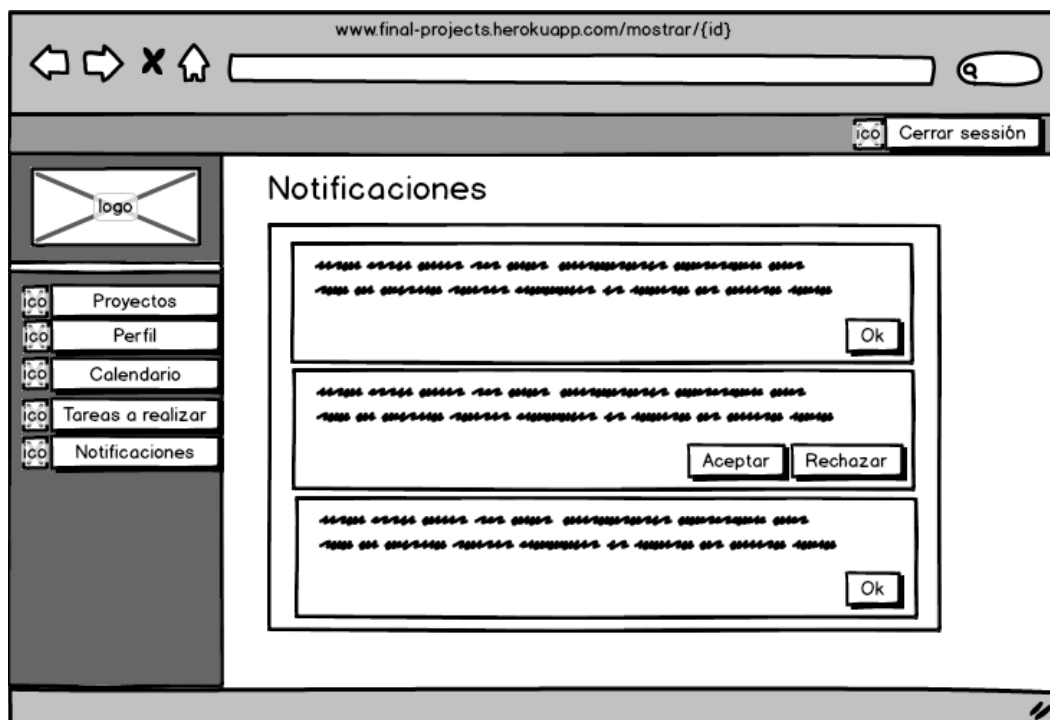 www.final-projects.herokuapp.com/mostrar/{id}
ico Cerrar sessión
logo
ico Proyectos
ico Perfil
ico Calendario
ico Tareas a realizar
ico Notificaciones
Notificaciones
Ok
Aceptar Rechazar
Ok